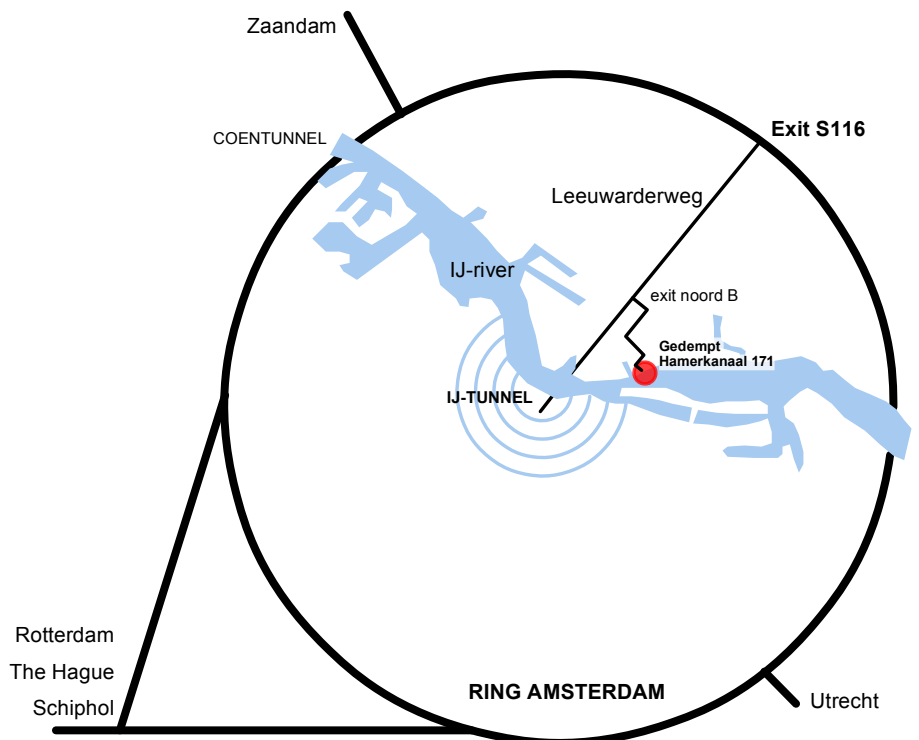 Zaandam
Exit S116
COENTUNNEL
Leeuwarderweg
IJ-river
exit noord B
Gedempt
Hamerkanaal 171
IJ-TUNNEL
Rotterdam
The Hague
Schiphol
RING AMSTERDAM
Utrecht